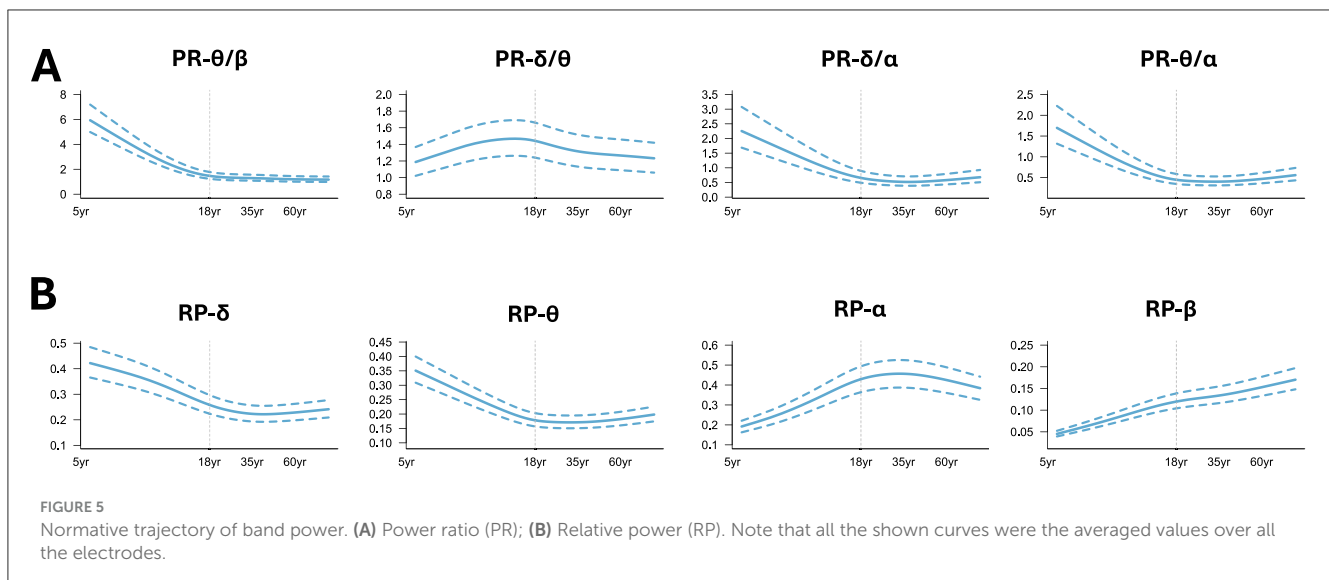 A
PR-θ/β
PR-δ/θ
PR-δ/α
PR-θ/α
8
6
4
2
0
5yr 18yr 35yr 60yr
2.0
1.8
1.6
1.4
1.2
1.0
0.8
5yr 18yr 35yr 60yr
3.5
3.0
2.5
2.0
1.5
1.0
0.5
0.0
5yr 18yr 35yr 60yr
2.5
2.0
1.5
1.0
0.5
5yr 18yr 35yr 60yr
B
RP-δ
RP-θ
RP-α
RP-β
0.5
0.4
0.3
0.2
0.1
5yr 18yr 35yr 60yr
0.45
0.40
0.35
0.30
0.25
0.20
0.15
0.10
5yr 18yr 35yr 60yr
0.6
0.5
0.4
0.3
0.2
0.1
5yr 18yr 35yr 60yr
0.25
0.20
0.15
0.10
0.05
5yr 18yr 35yr 60yr
FIGURE 5
Normative trajectory of band power. (A) Power ratio (PR); (B) Relative power (RP). Note that all the shown curves were the averaged values over all
the electrodes.